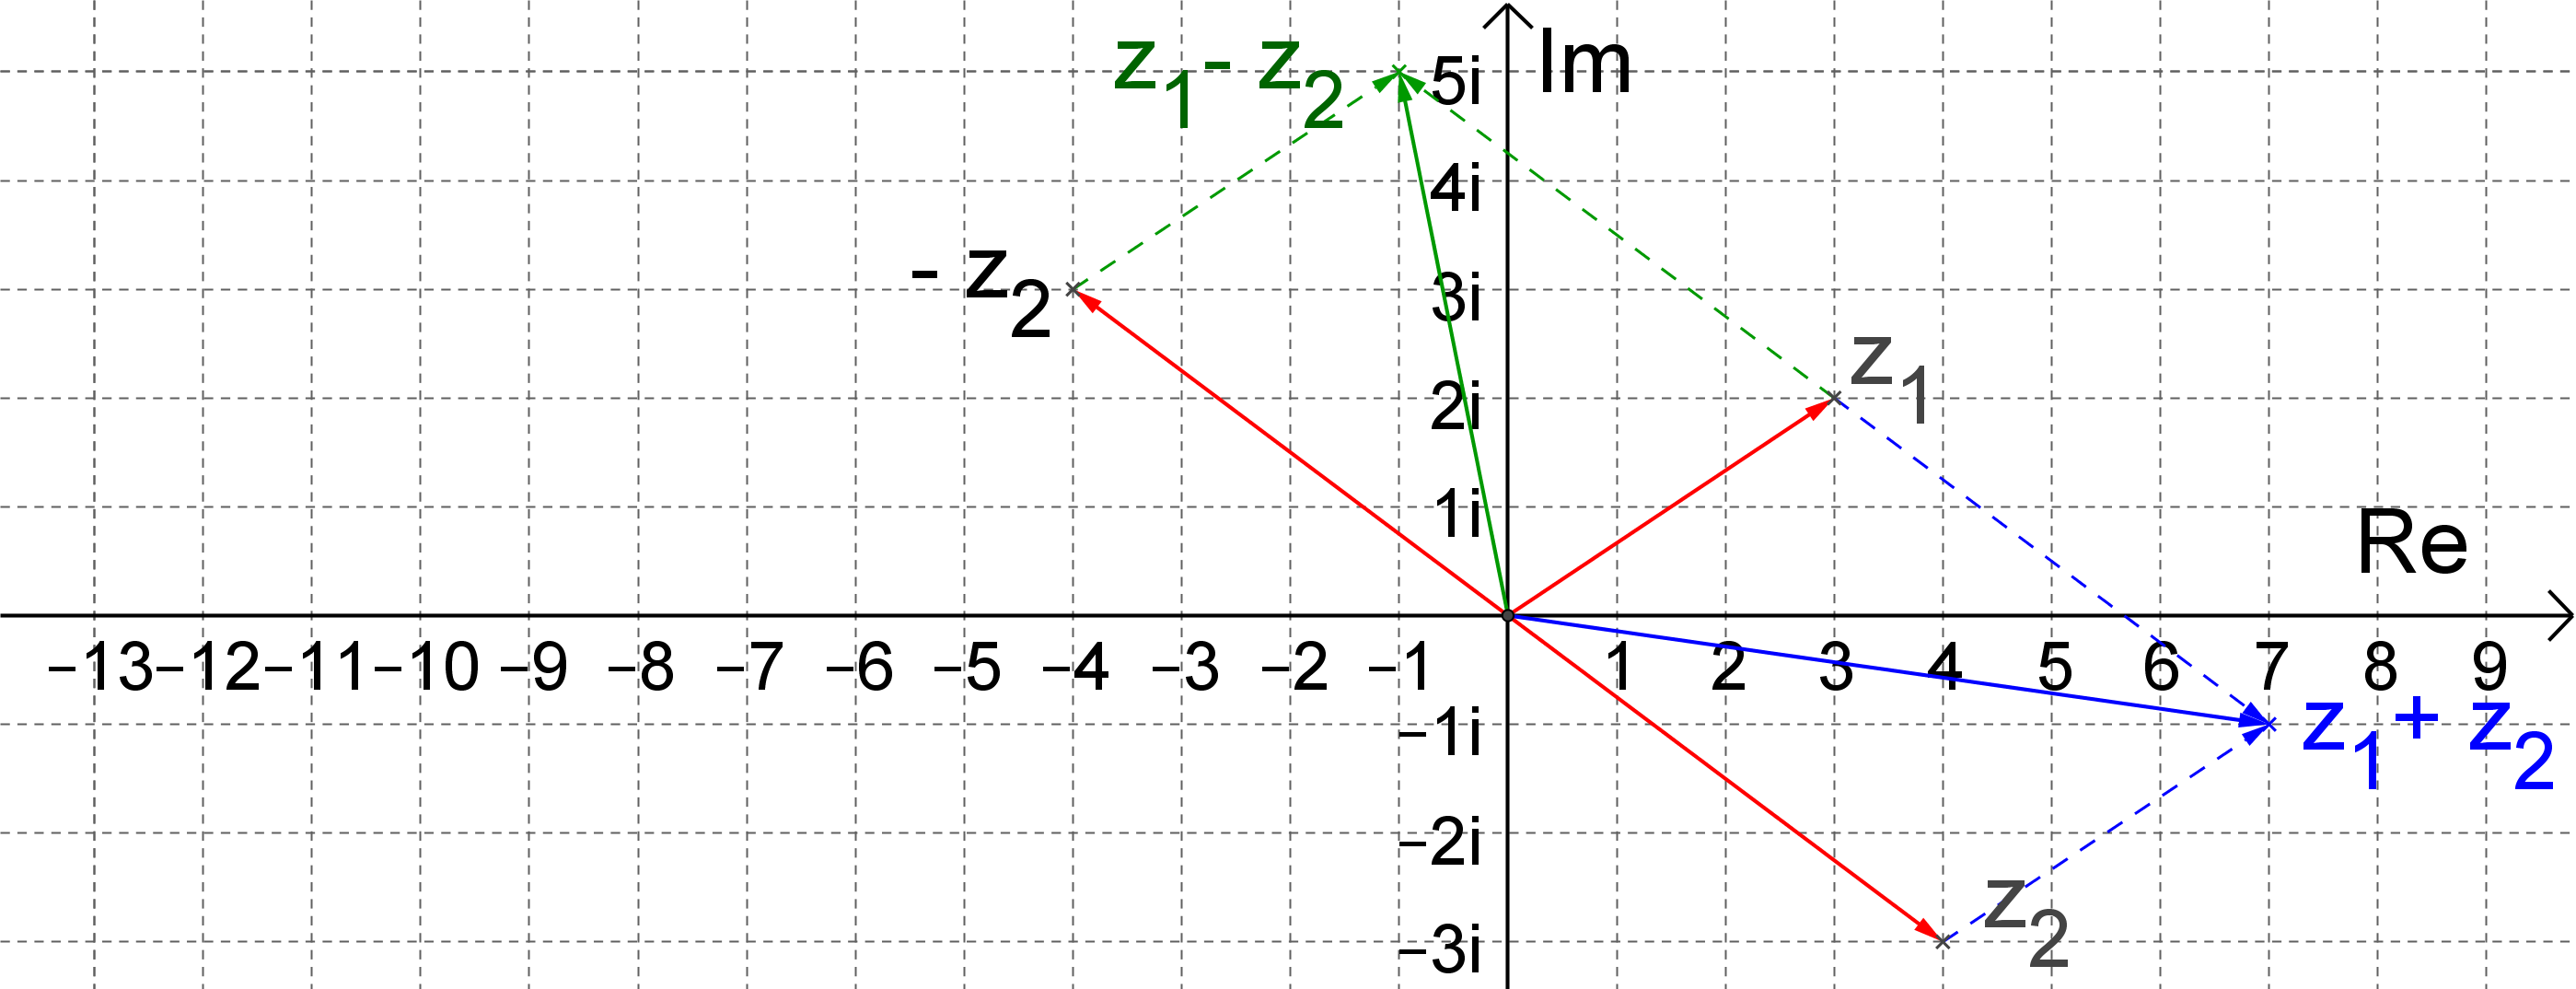 Im
z₁- z₂
5i
4i
- z₂
3i
z₁
2i
1i
Re
−13 −12 −11 −10 −9 −8 −7 −6 −5 −4 −3 −2 −1 1 2 3 4 5 6 7 8 9
−1i
z₁+ z₂
−2i
z₂
−3i